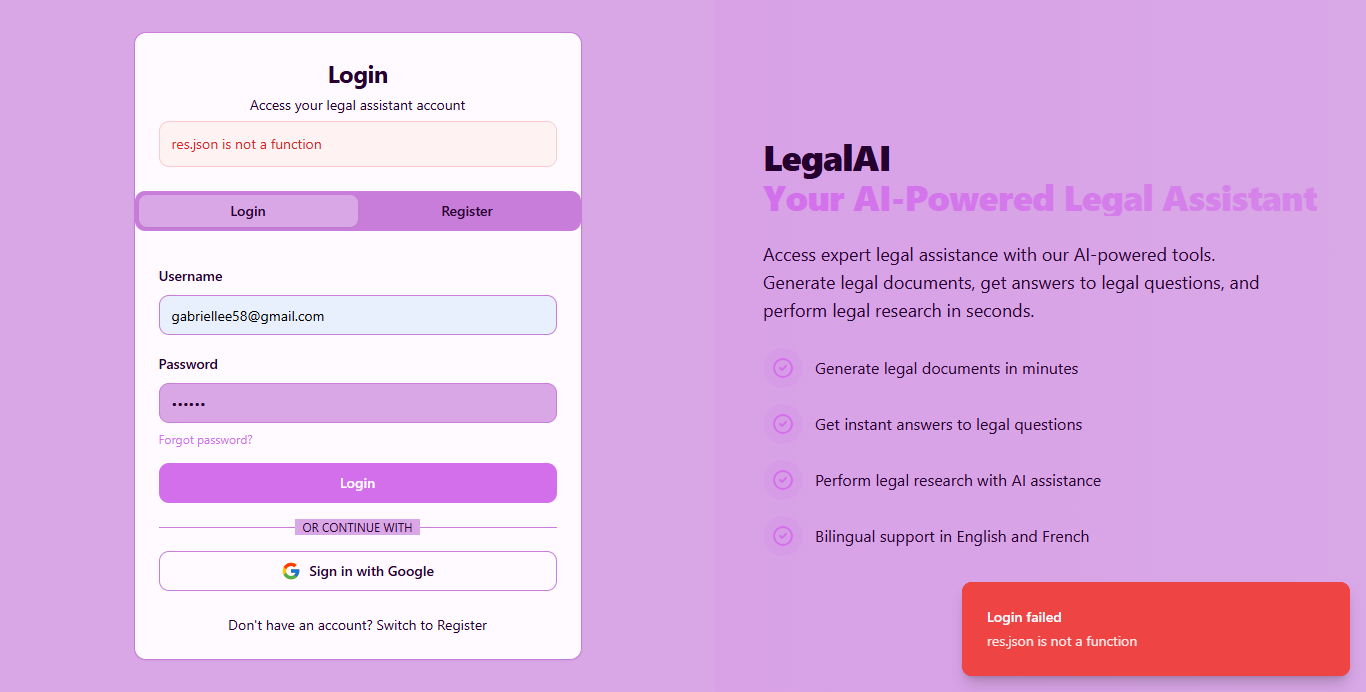 Login
Access your legal assistant account
res.json is not a function
Login
Register
Username
gabriellee58@gmail.com
Password
••••••
Forgot password?
Login
OR CONTINUE WITH
Sign in with Google
Don't have an account? Switch to Register
LegalAI
Your AI-Powered Legal Assistant
Access expert legal assistance with our AI-powered tools.
Generate legal documents, get answers to legal questions, and
perform legal research in seconds.
Generate legal documents in minutes
Get instant answers to legal questions
Perform legal research with AI assistance
Bilingual support in English and French
Login failed
res.json is not a function